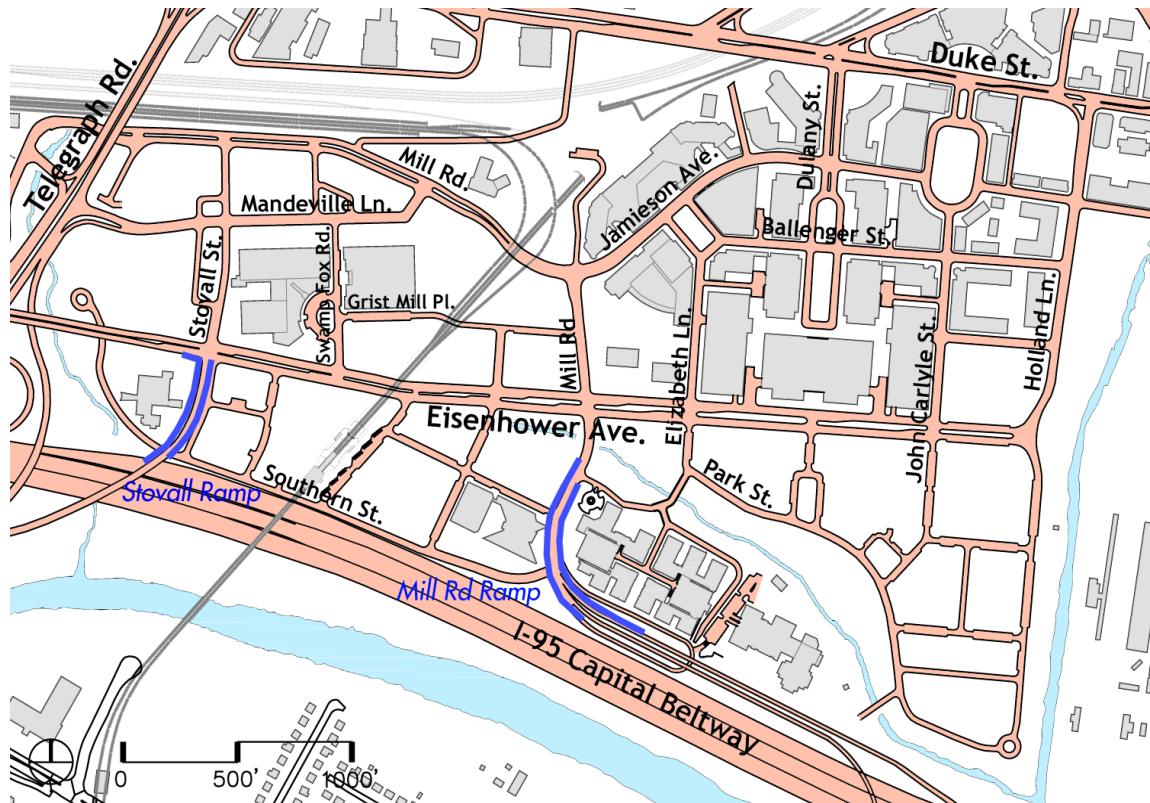 Duke St.
Telegraph Rd.
Dulany St.
Mill Rd.
Jamieson Ave.
Mandeville Ln.
Ballenger St.
Stovall St.
Swamp Fox Rd.
Grist Mill Pl.
Mill Rd
Elizabeth Ln.
John Carlyle St.
Holland Ln.
Eisenhower Ave.
Park St.
Stovall Ramp
Southern St.
Mill Rd Ramp
I-95 Capital Beltway
0 500' 1000'